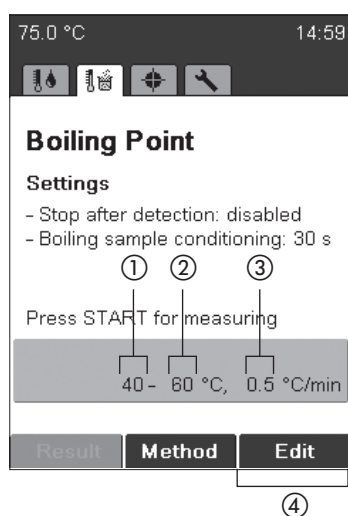 75.0 °C 14:59
Boiling Point
Settings
- Stop after detection: disabled
- Boiling sample conditioning: 30 s
① ② ③
Press START for measuring
40 - 60 °C, 0.5 °C/min
Result Method Edit
④